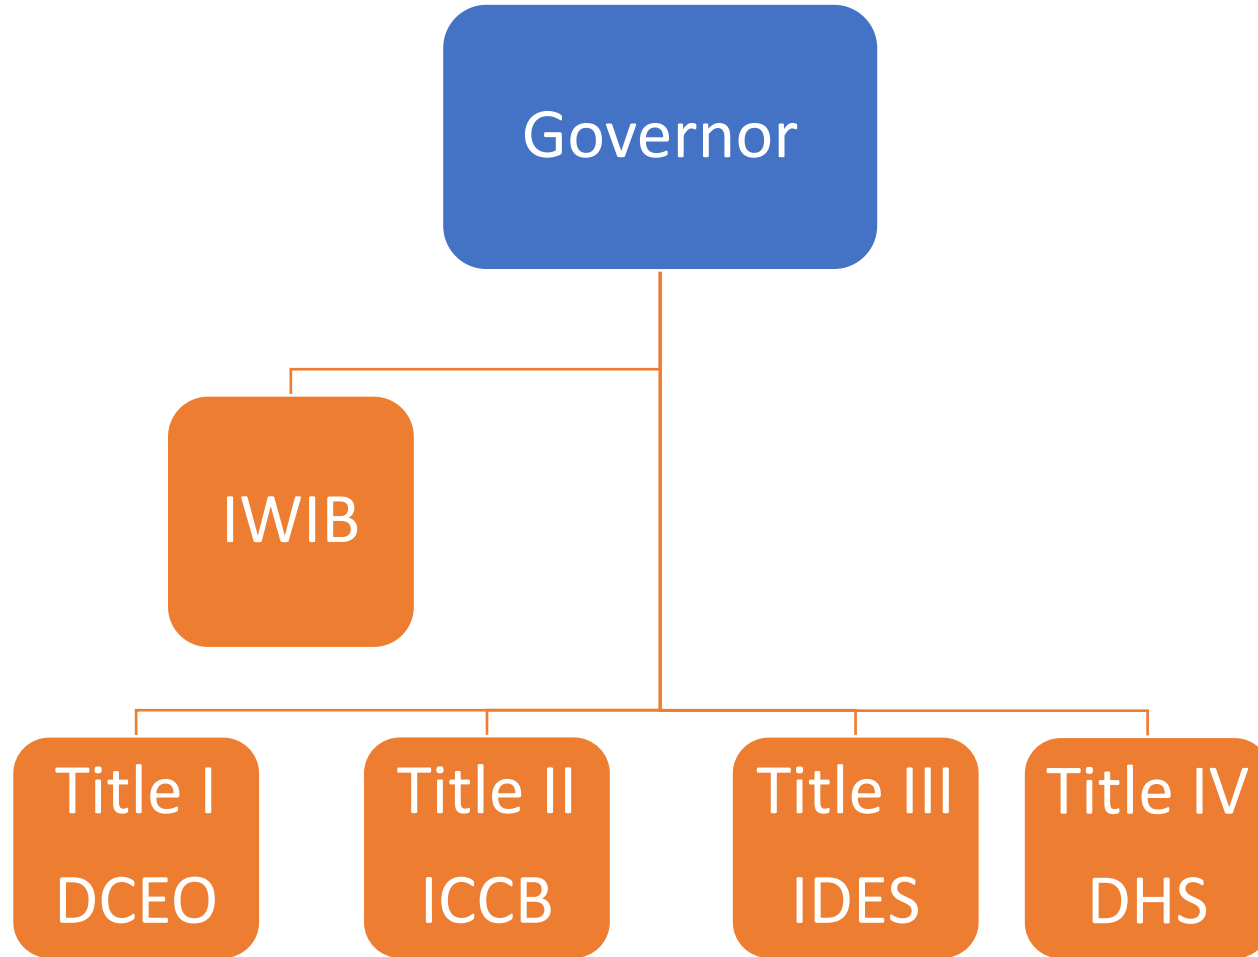 Governor
IWIB
Title I
DCEO
Title II
ICCB
Title III
IDES
Title IV
DHS